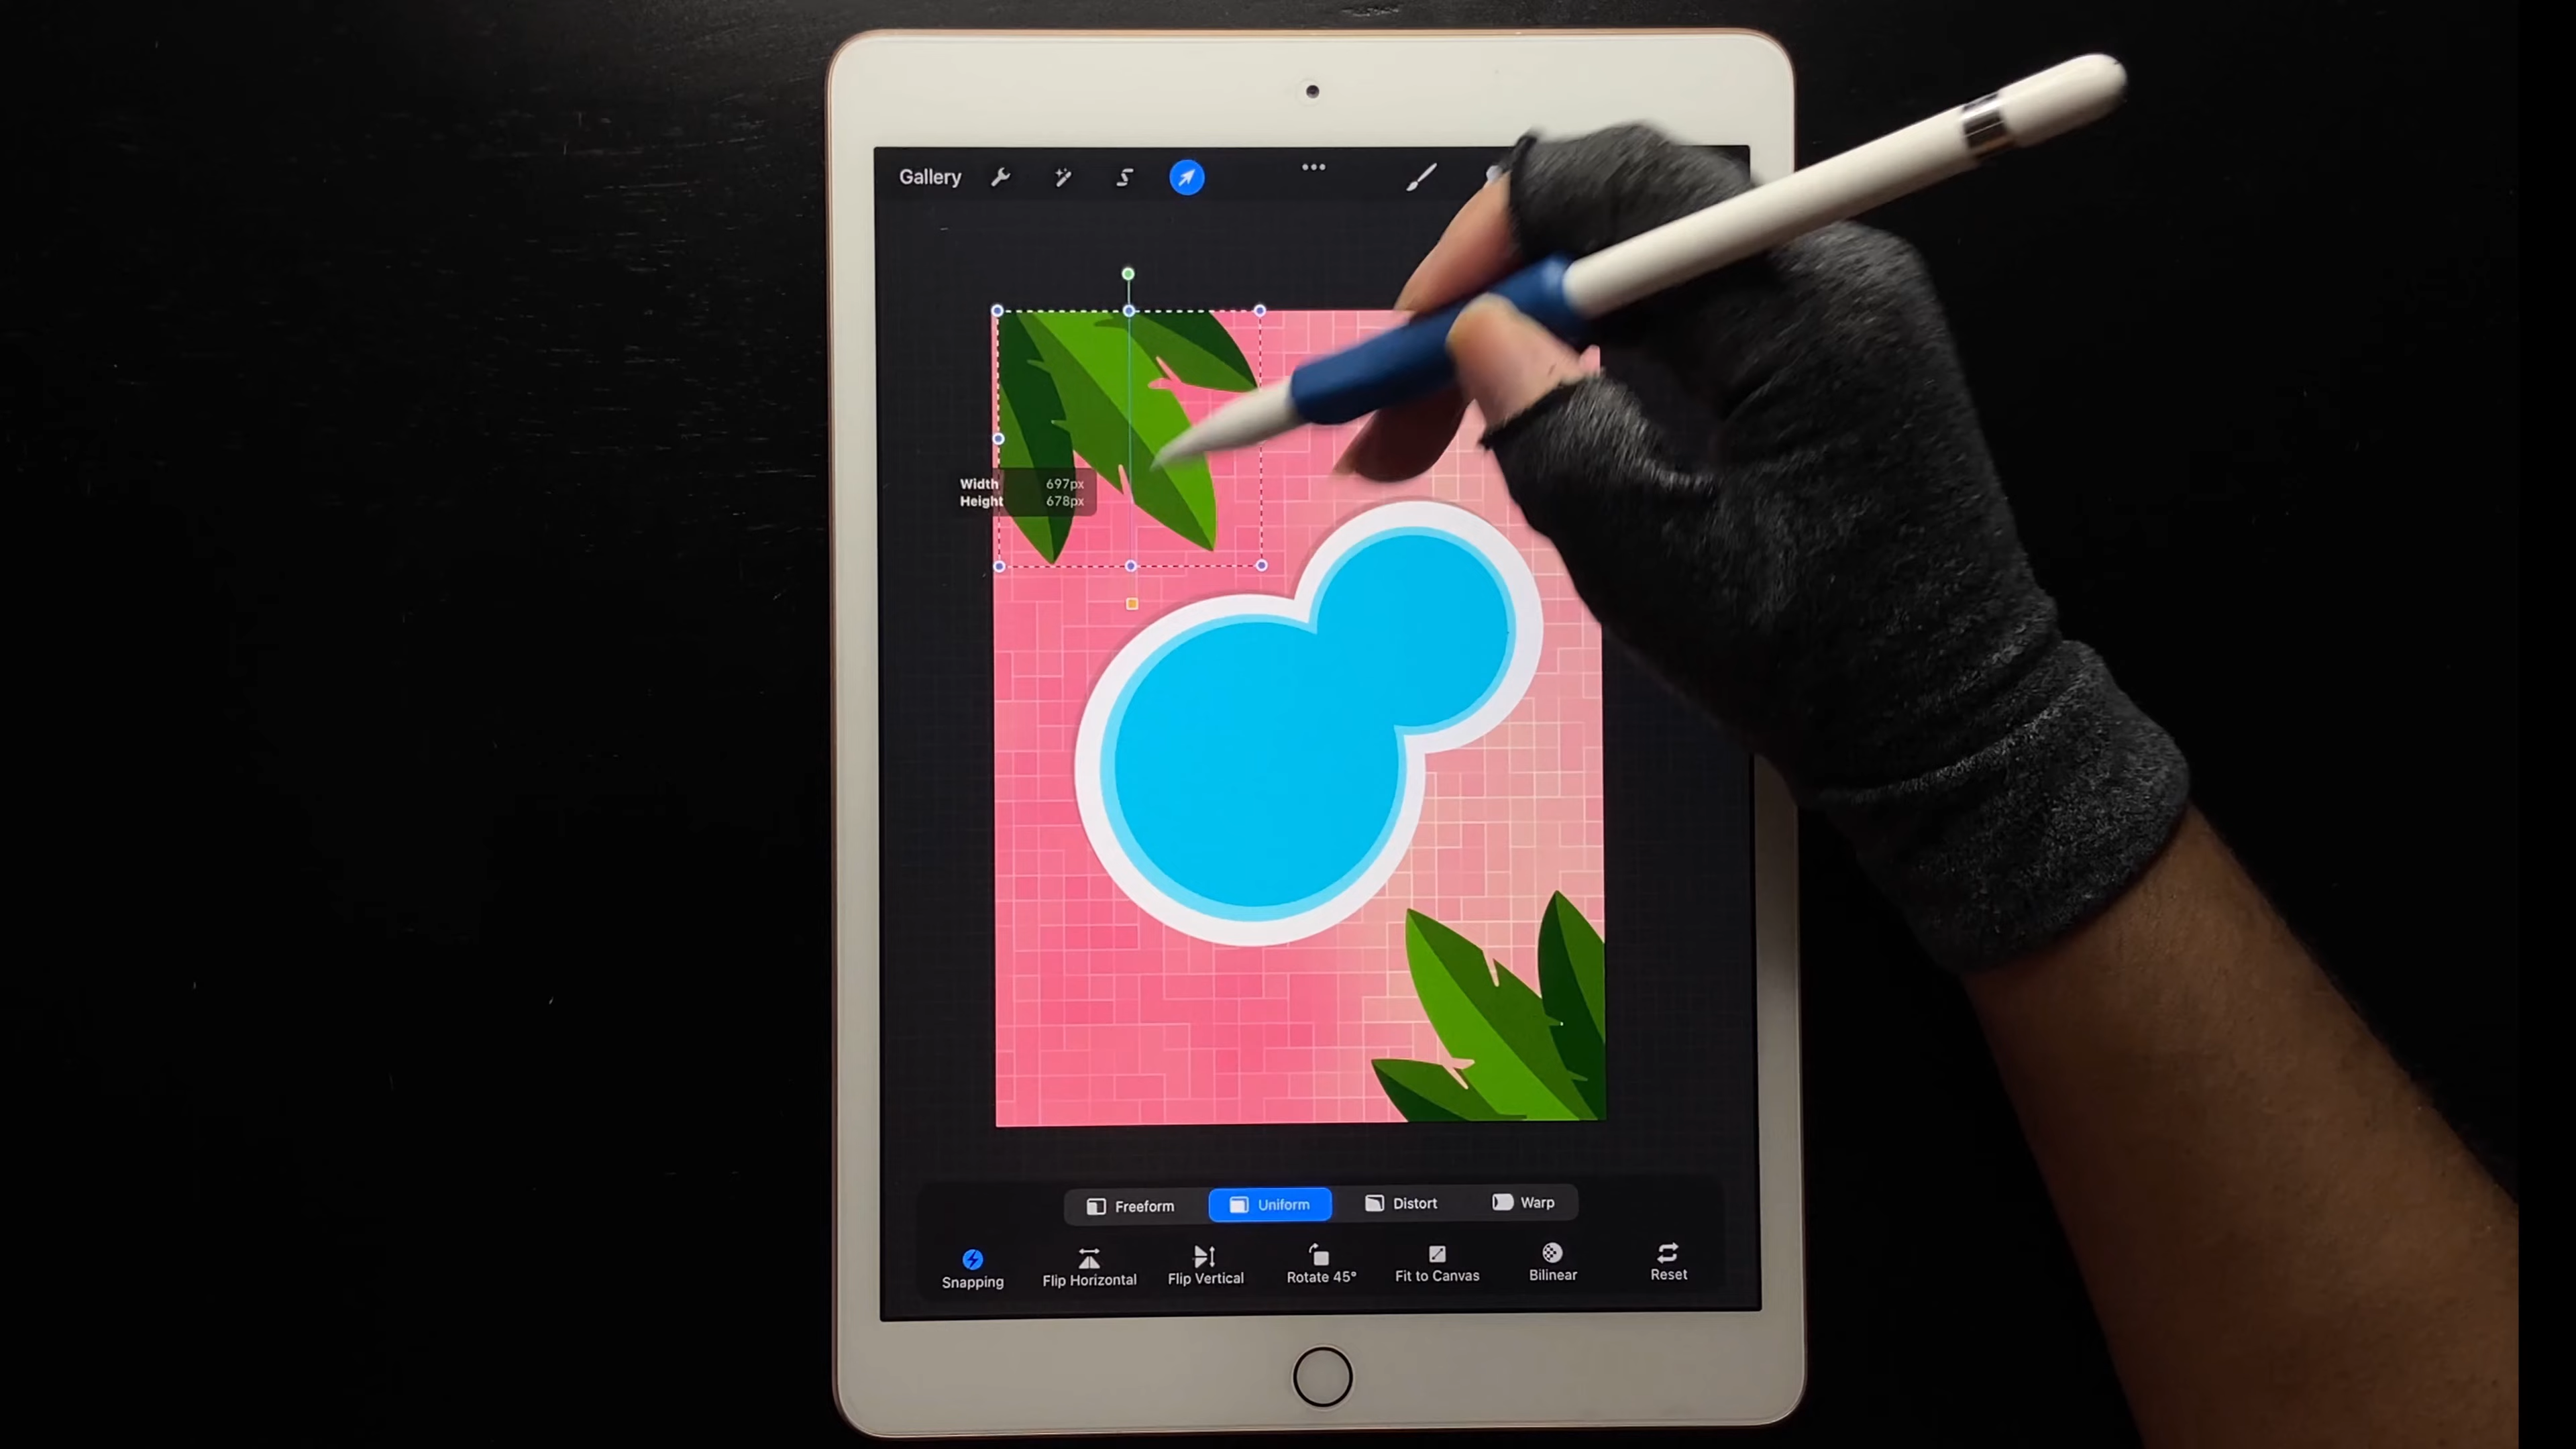 Gallery
Width 697px
Height 678px
Freeform Uniform Distort Warp
Snapping Flip Horizontal Flip Vertical Rotate 45° Fit to Canvas Bilinear Reset